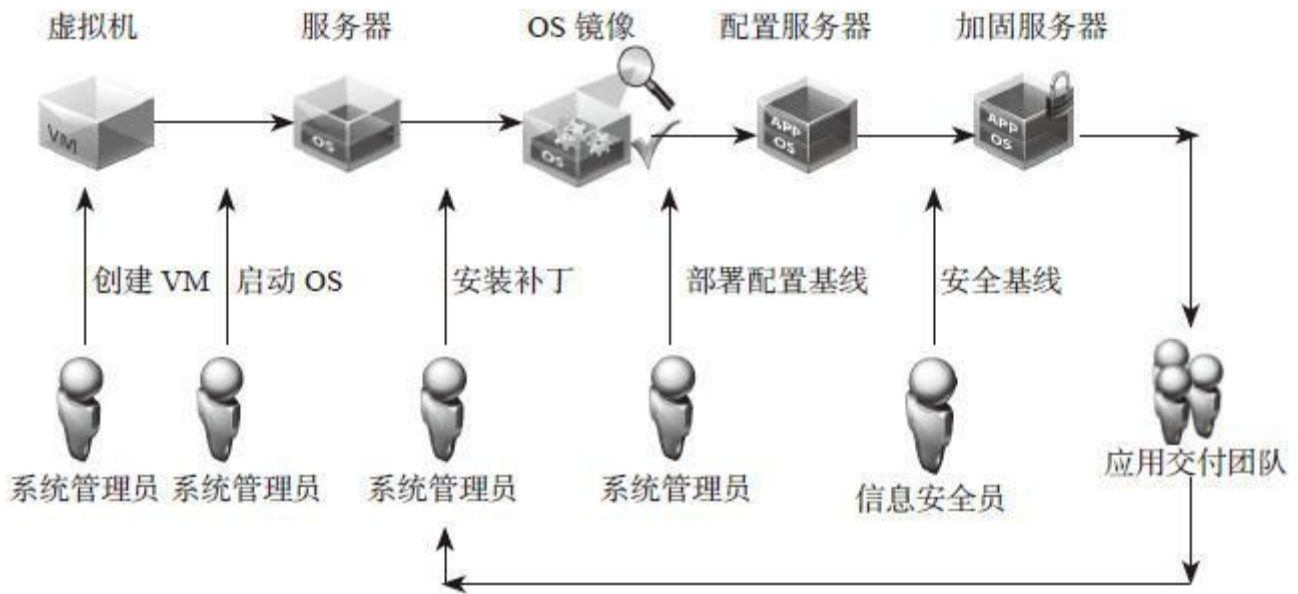 虚拟机
服务器
OS 镜像
配置服务器
加固服务器
VM
OS
OS
APP
OS
APP
OS
创建 VM
启动 OS
安装补丁
部署配置基线
安全基线
系统管理员
系统管理员
系统管理员
系统管理员
信息安全员
应用交付团队